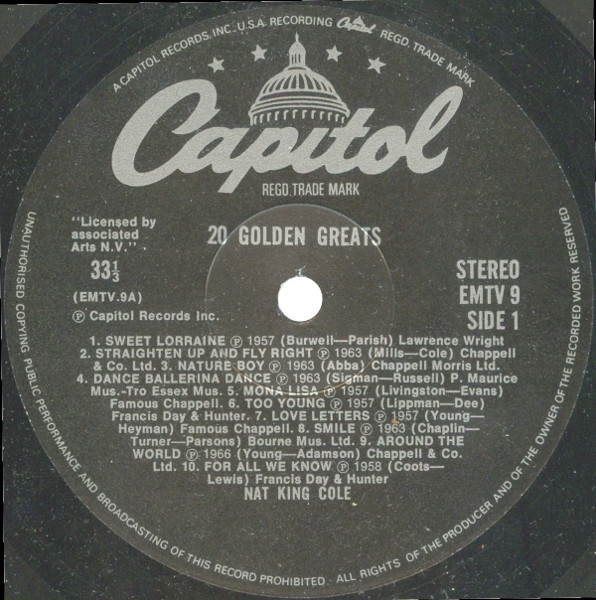 A CAPITOL RECORDS, INC., U.S.A. RECORDING Capitol REGD. TRADE MARK
Capitol
REGD. TRADE MARK
"Licensed by
associated
Arts N.V."
20 GOLDEN GREATS
33 1/3
(EMTV.9A)
℗ Capitol Records Inc.
STEREO
EMTV 9
SIDE 1
1. SWEET LORRAINE ℗ 1957 (Burwell—Parish) Lawrence Wright
2. STRAIGHTEN UP AND FLY RIGHT ℗ 1963 (Mills—Cole) Chappell
& Co. Ltd. 3. NATURE BOY ℗ 1963 (Abba) Chappell Morris Ltd.
4. DANCE BALLERINA DANCE ℗ 1963 (Sigman—Russell) P. Maurice
Mus.-Tro Essex Mus. 5. MONA LISA ℗ 1957 (Livington—Evans)
Famous Chappell. 6. TOO YOUNG ℗ 1957 (Lippman—Dee)
Francis Day & Hunter. 7. LOVE LETTERS ℗ 1957 (Young—
Heyman) Famous Chappell. 8. SMILE ℗ 1963 (Chaplin—
Turner—Parsons) Bourne Mus. Ltd. 9. AROUND THE
WORLD ℗ 1966 (Young—Adamson) Chappell & Co.
Ltd. 10. FOR ALL WE KNOW ℗ 1958 (Coots—
Lewis) Francis Day & Hunter
NAT KING COLE
UNAUTHORISED COPYING PUBLIC PERFORMANCE AND BROADCASTING OF THIS RECORD PROHIBITED. ALL RIGHTS OF THE PRODUCER AND OF THE OWNER OF THE RECORDED WORK RESERVED